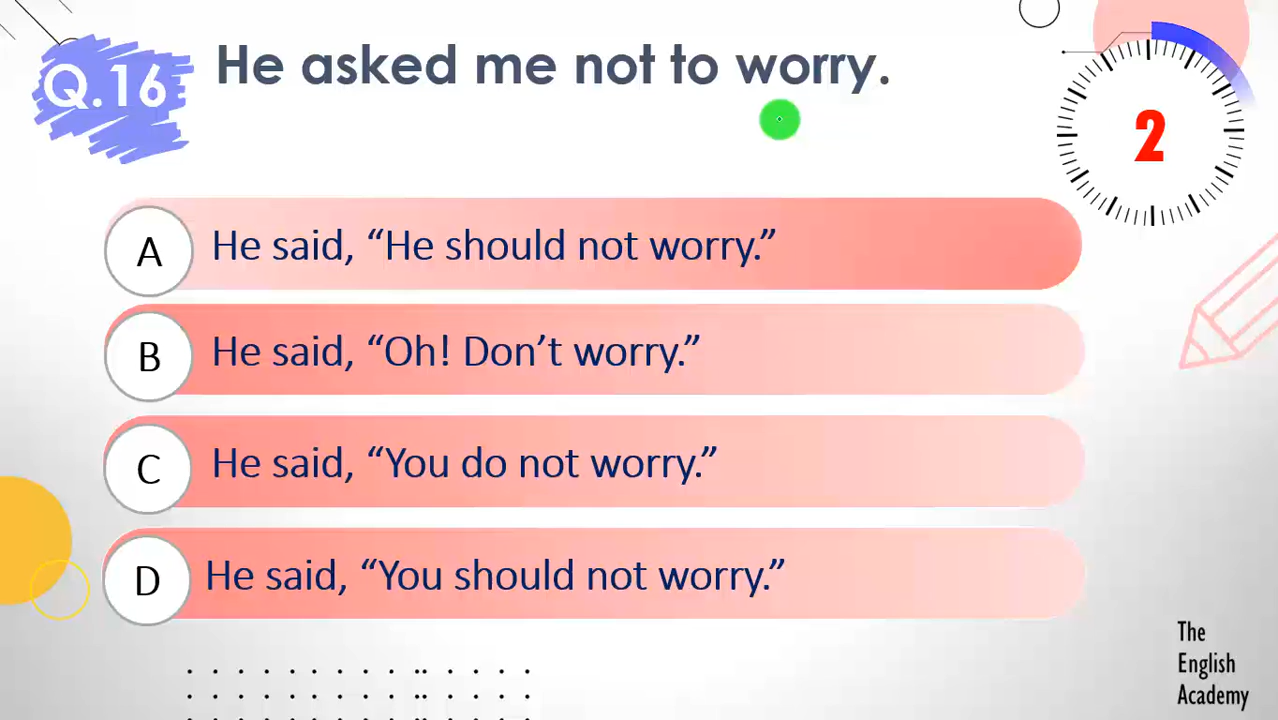 Q.16
He asked me not to worry.
2
A
He said, “He should not worry.”
B
He said, “Oh! Don’t worry.”
C
He said, “You do not worry.”
D
He said, “You should not worry.”
The
English
Academy